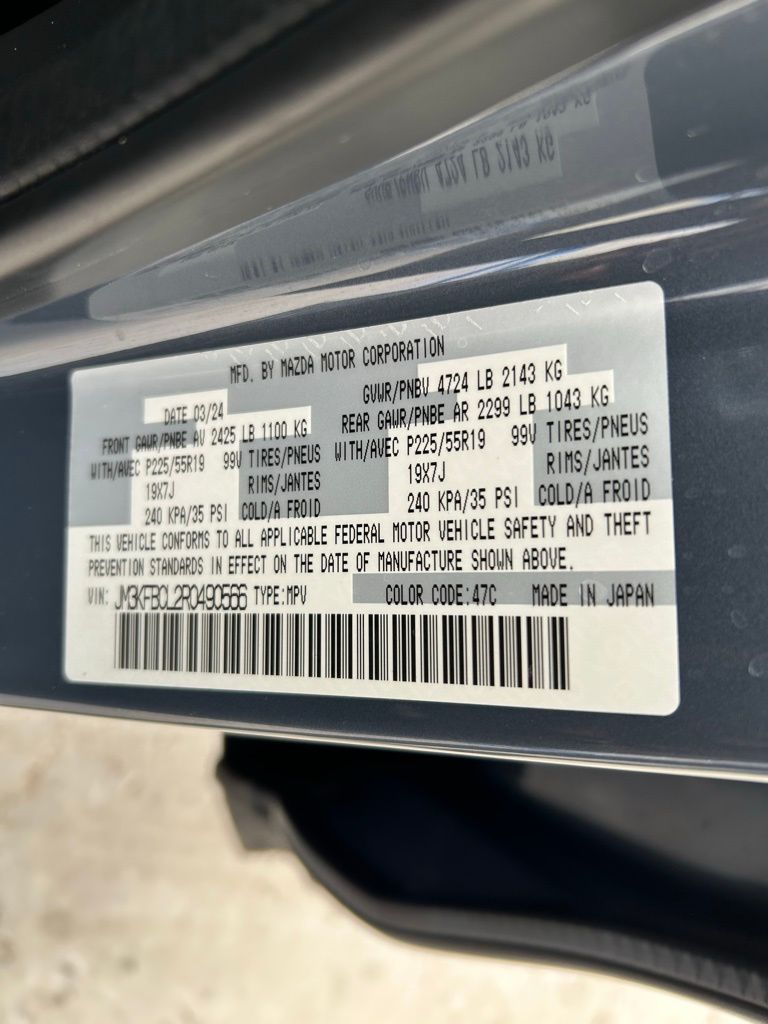 MFD. BY MAZDA MOTOR CORPORATION
DATE 03/24 GVWR/PNBV 4724 LB 2143 KG
FRONT GAWR/PNBE AV 2425 LB 1100 KG REAR GAWR/PNBE AR 2299 LB 1043 KG
WITH/AVEC P225/55R19 99V TIRES/PNEUS WITH/AVEC P225/55R19 99V TIRES/PNEUS
19X7J RIMS/JANTES 19X7J RIMS/JANTES
240 KPA/35 PSI COLD/A FROID 240 KPA/35 PSI COLD/A FROID
THIS VEHICLE CONFORMS TO ALL APPLICABLE FEDERAL MOTOR VEHICLE SAFETY AND THEFT
PREVENTION STANDARDS IN EFFECT ON THE DATE OF MANUFACTURE SHOWN ABOVE.
VIN: JM3KFBCL2R0490566 TYPE:MPV COLOR CODE:47C MADE IN JAPAN